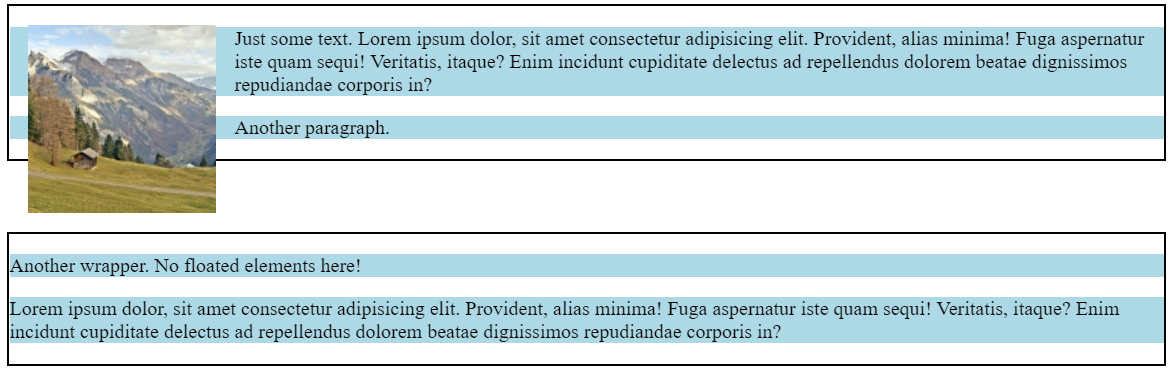 Just some text. Lorem ipsum dolor, sit amet consectetur adipisicing elit. Provident, alias minima! Fuga aspernatur
iste quam sequi! Veritatis, itaque? Enim incidunt cupiditate delectus ad repellendus dolorem beatae dignissimos
repudiandae corporis in?
Another paragraph.
Another wrapper. No floated elements here!
Lorem ipsum dolor, sit amet consectetur adipisicing elit. Provident, alias minima! Fuga aspernatur iste quam sequi! Veritatis, itaque? Enim
incidunt cupiditate delectus ad repellendus dolorem beatae dignissimos repudiandae corporis in?